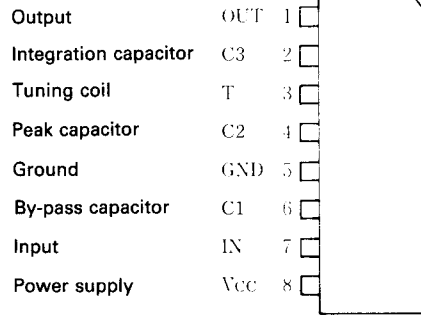 Output OUT 1
Integration capacitor C3 2
Tuning coil T 3
Peak capacitor C2 4
Ground GND 5
By-pass capacitor C1 6
Input IN 7
Power supply Vcc 8